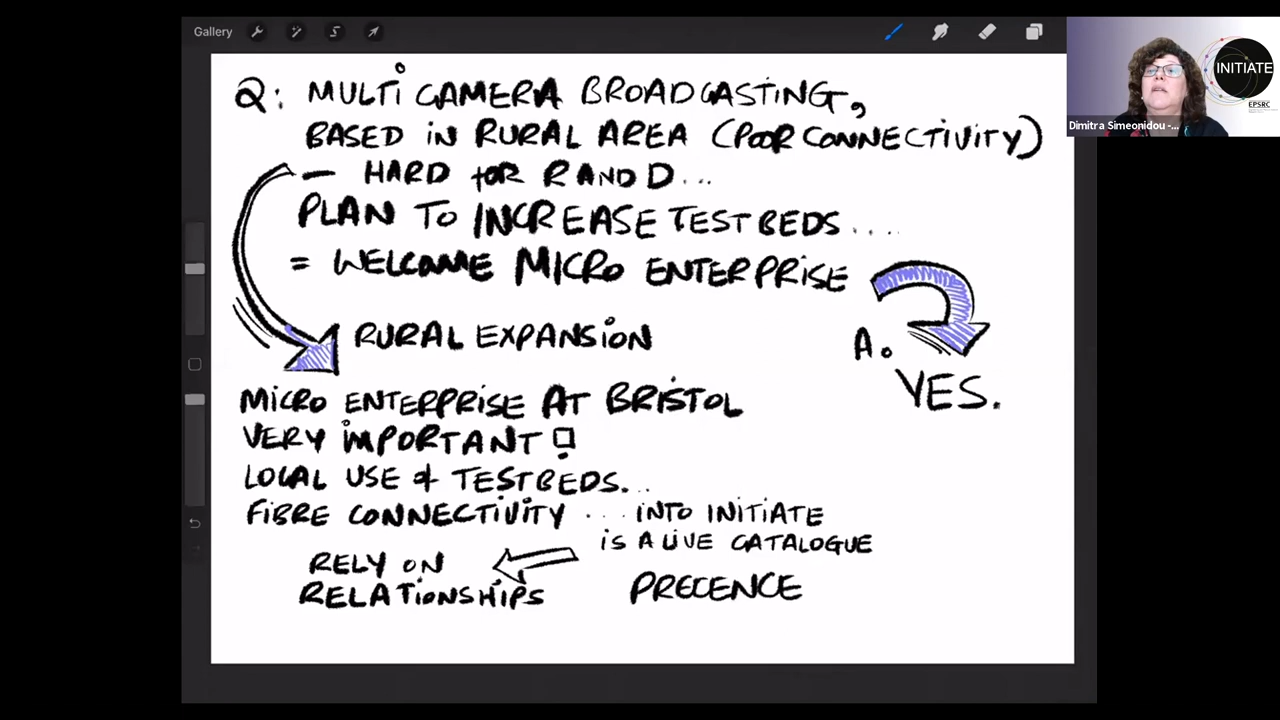 Gallery
Q: MULTI CAMERA BROADCASTING,
BASED IN RURAL AREA (POOR CONNECTIVITY)
— HARD FOR R AND D...
PLAN TO INCREASE TESTBEDS....
= WELCOME MICRO ENTERPRISE
A. YES.
RURAL EXPANSION
MICRO ENTERPRISE AT BRISTOL
VERY IMPORTANT!
LOCAL USE & TESTBEDS...
FIBRE CONNECTIVITY ... INTO INITIATE
IS A LIVE CATALOGUE
RELY ON
RELATIONSHIPS
PRECENCE
INITIATE
EPSRC
Dimitra Simeonidou -...